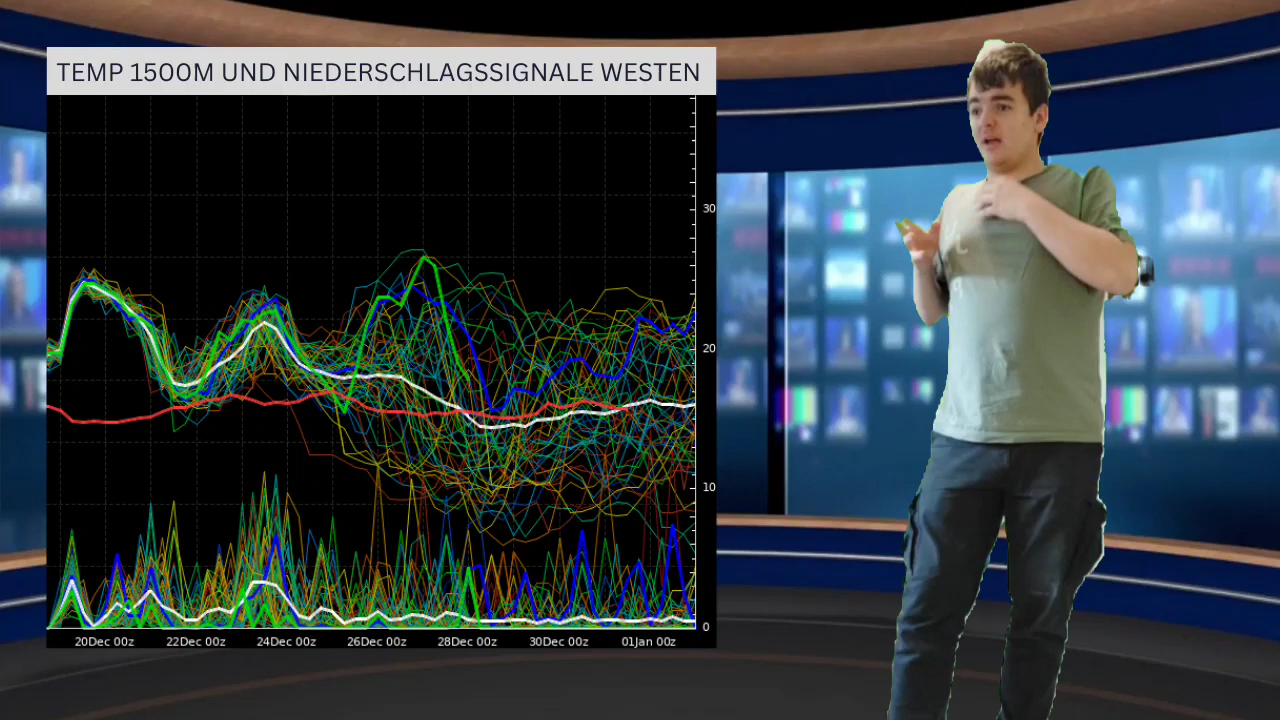 TEMP 1500M UND NIEDERSCHLAGSSIGNALE WESTEN
30
20
10
0
20Dec 00z 22Dec 00z 24Dec 00z 26Dec 00z 28Dec 00z 30Dec 00z 01Jan 00z